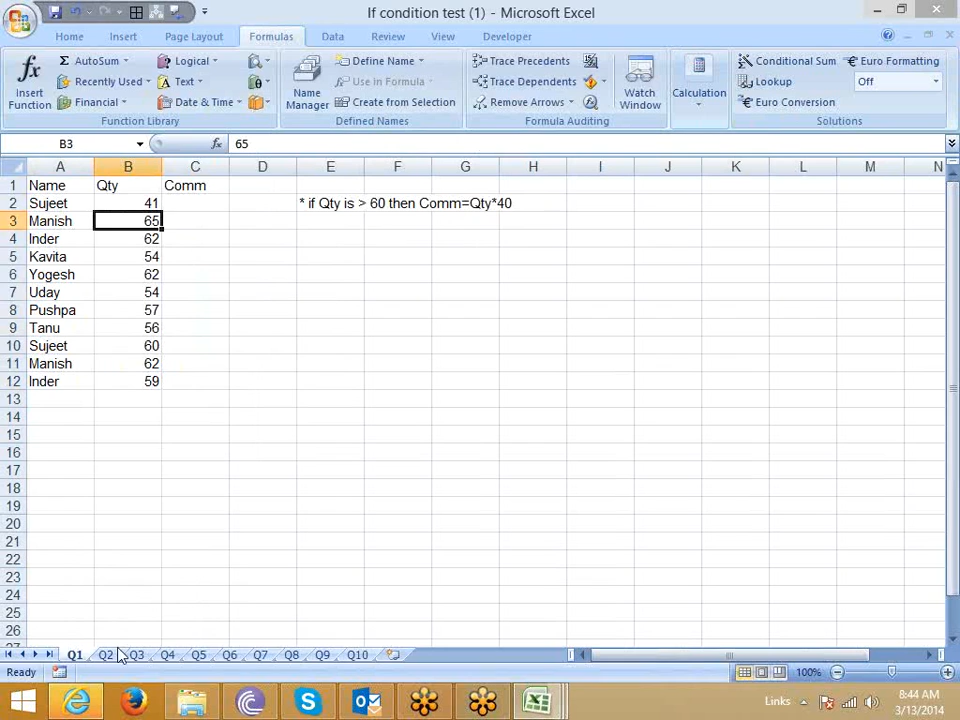 If condition test (1) - Microsoft Excel
Home Insert Page Layout Formulas Data Review View Developer
Insert Function
AutoSum
Recently Used
Financial
Logical
Text
Date & Time
Function Library
Name Manager
Define Name
Use in Formula
Create from Selection
Defined Names
Trace Precedents
Trace Dependents
Remove Arrows
Watch Window
Formula Auditing
Calculation
Conditional Sum
Lookup
Euro Conversion
Euro Formatting
Off
Solutions
B3 fx 65
A B C D E F G H I J K L M N
1 Name Qty Comm
2 Sujeet 41 * if Qty is > 60 then Comm=Qty*40
3 Manish 65
4 Inder 62
5 Kavita 54
6 Yogesh 62
7 Uday 54
8 Pushpa 57
9 Tanu 56
10 Sujeet 60
11 Manish 62
12 Inder 59
13
14
15
16
17
18
19
20
21
22
23
24
25
26
27
Q1 Q2 Q3 Q4 Q5 Q6 Q7 Q8 Q9 Q10
Ready 100%
Links 8:44 AM
3/13/2014